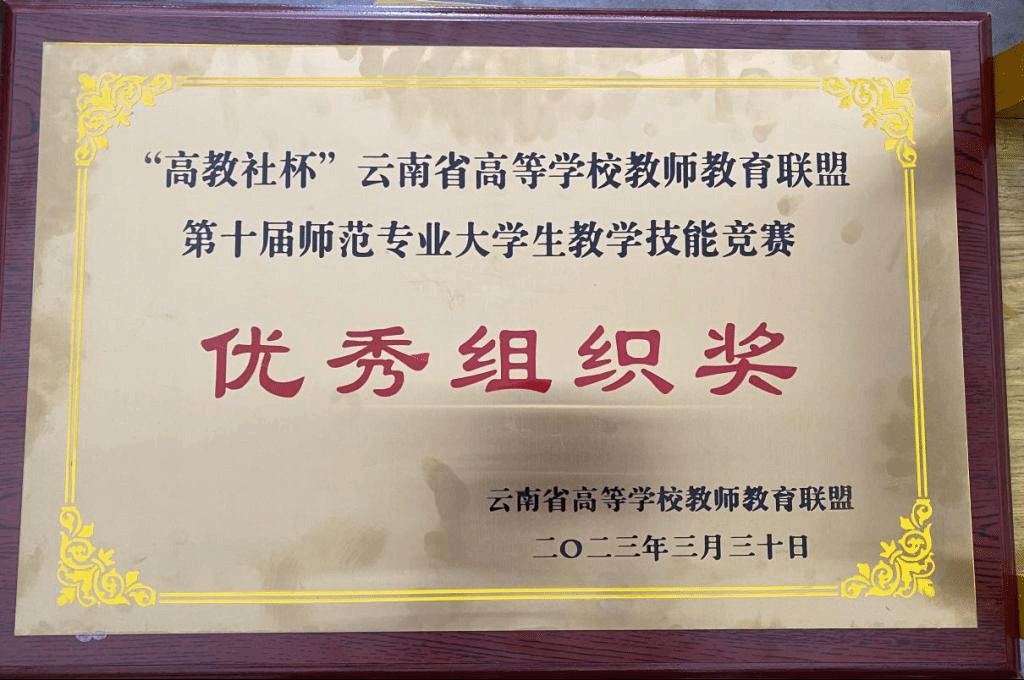 “高教社杯”云南省高等学校教师教育联盟
第十届师范专业大学生教学技能竞赛
优秀组织奖
云南省高等学校教师教育联盟
二〇二三年三月三十日